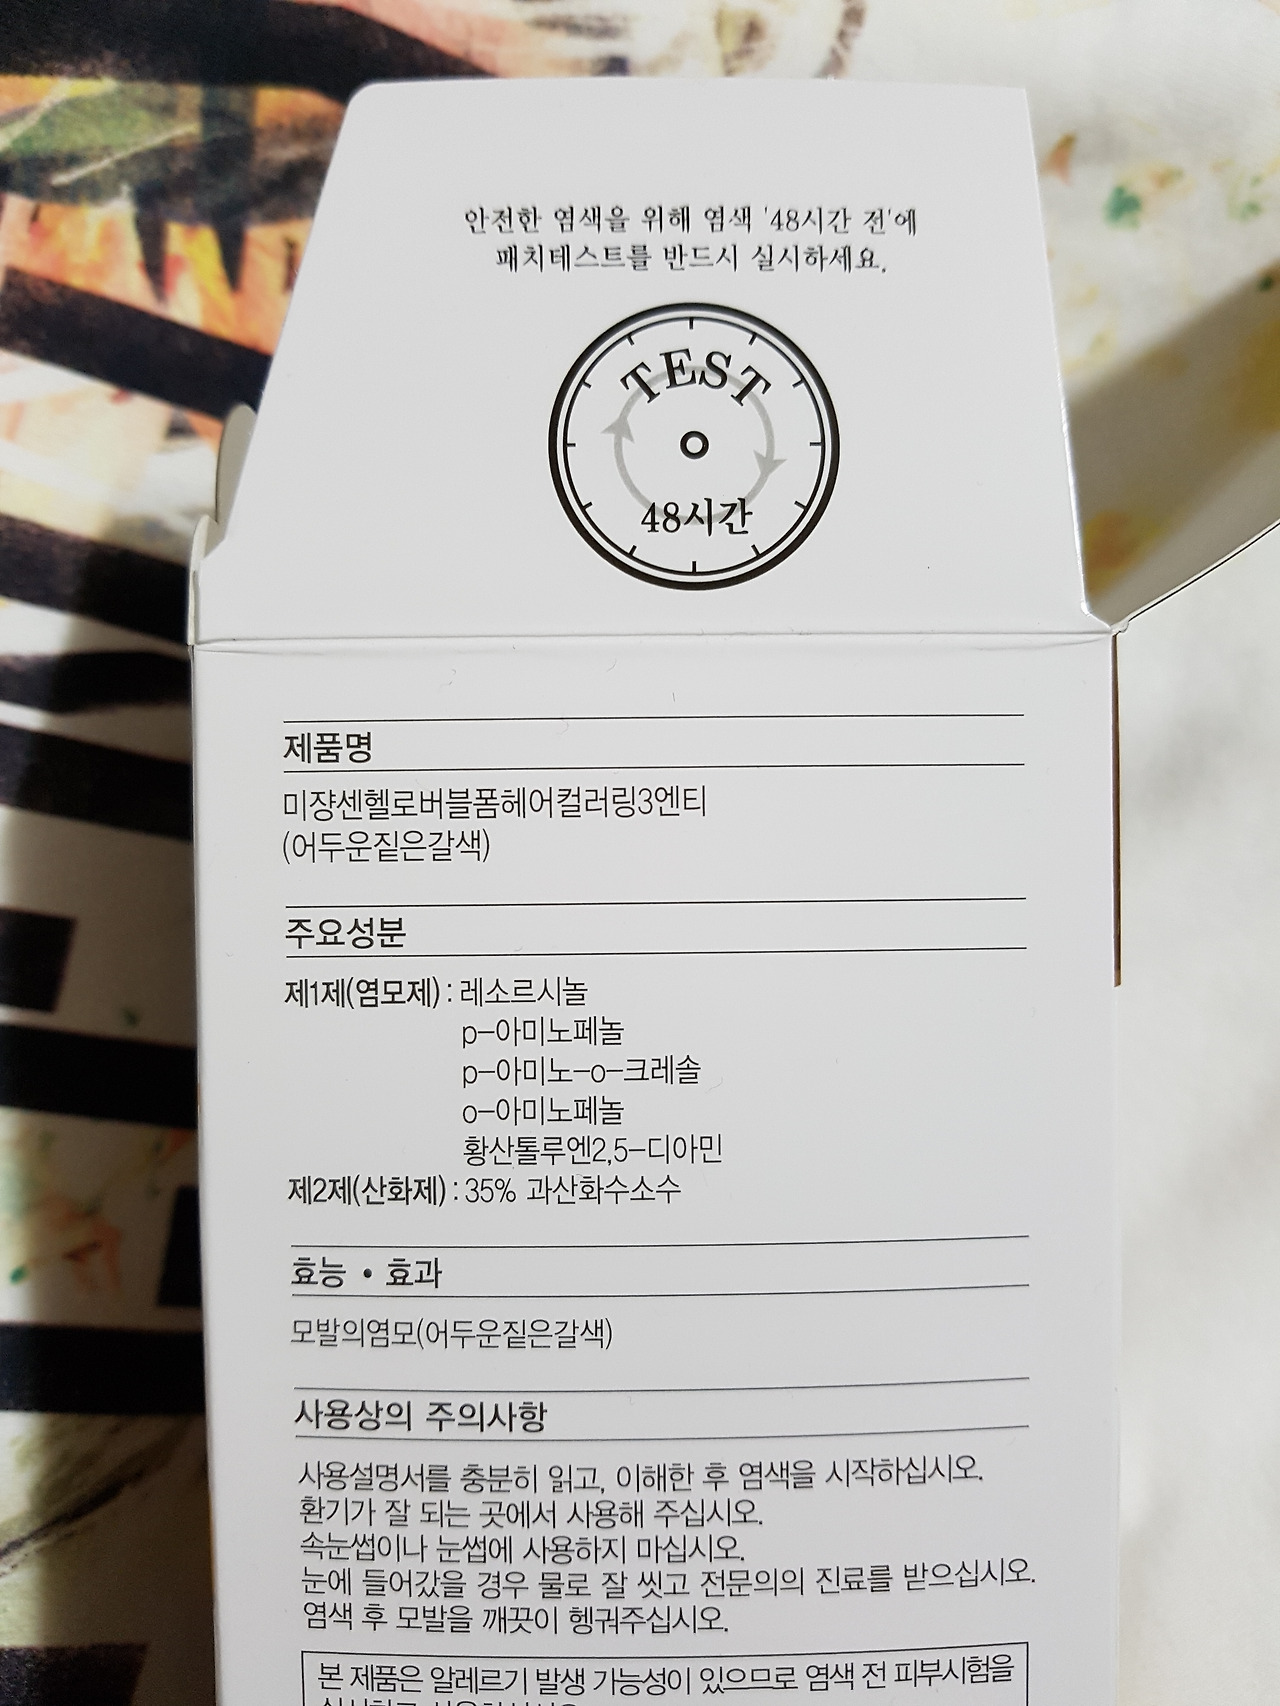 안전한 염색을 위해 염색 '48시간 전'에
패치테스트를 반드시 실시하세요.
TEST
48시간
제품명
미쟝센헬로버블폼헤어컬러링3엔티
(어두운짙은갈색)
주요성분
제1제(염모제) : 레소르시놀
p-아미노페놀
p-아미노-o-크레솔
o-아미노페놀
황산톨루엔2,5-디아민
제2제(산화제) : 35% 과산화수소수
효능 • 효과
모발의염모(어두운짙은갈색)
사용상의 주의사항
사용설명서를 충분히 읽고, 이해한 후 염색을 시작하십시오.
환기가 잘 되는 곳에서 사용해 주십시오.
속눈썹이나 눈썹에 사용하지 마십시오.
눈에 들어갔을 경우 물로 잘 씻고 전문의의 진료를 받으십시오.
염색 후 모발을 깨끗이 헹궈주십시오.
본 제품은 알레르기 발생 가능성이 있으므로 염색 전 피부시험을